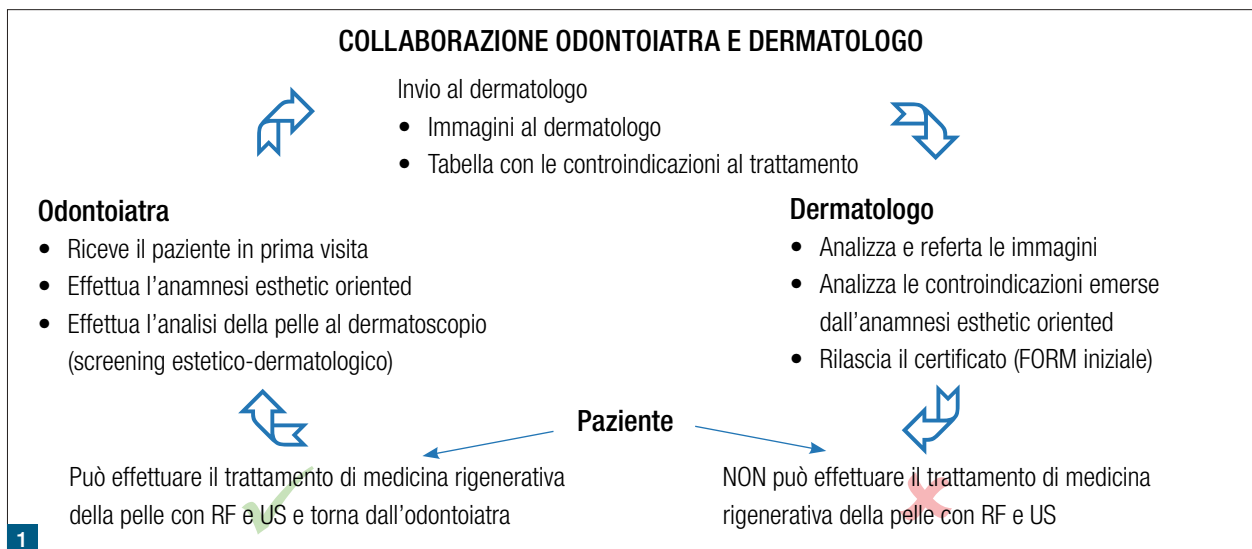 COLLABORAZIONE ODONTOIATRA E DERMATOLOGO
Invio al dermatologo
• Immagini al dermatologo
• Tabella con le controindicazioni al trattamento
Odontoiatra
• Riceve il paziente in prima visita
• Effettua l'anamnesi esthetic oriented
• Effettua l'analisi della pelle al dermatoscopio
(screening estetico-dermatologico)
Dermatologo
• Analizza e referta le immagini
• Analizza le controindicazioni emerse
dall'anamnesi esthetic oriented
• Rilascia il certificato (FORM iniziale)
Paziente
Può effettuare il trattamento di medicina rigenerativa
della pelle con RF e US e torna dall'odontoiatra
NON può effettuare il trattamento di medicina
rigenerativa della pelle con RF e US
1